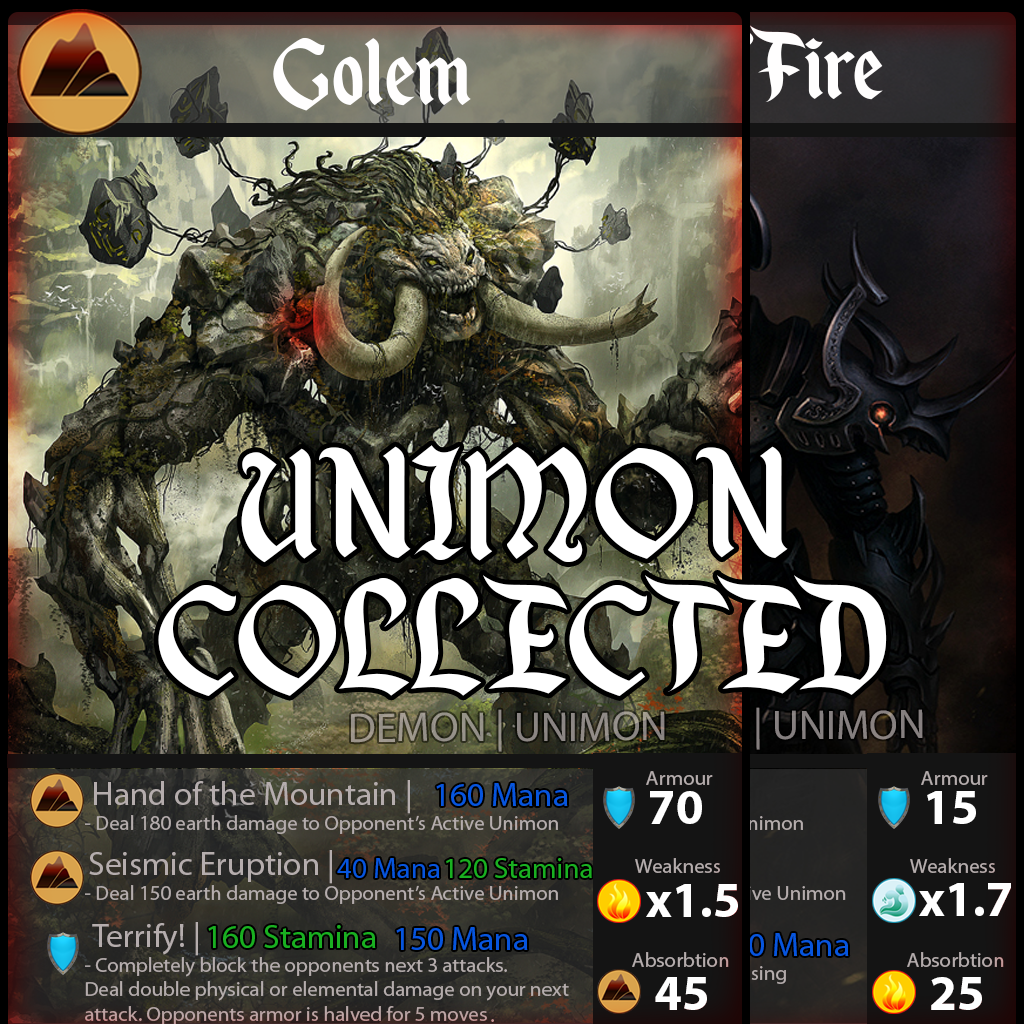 Golem
Fire
UNIMON
COLLECTED
DEMON | UNIMON
| UNIMON
Hand of the Mountain | 160 Mana
- Deal 180 earth damage to Opponent's Active Unimon
Seismic Eruption | 40 Mana 120 Stamina
- Deal 150 earth damage to Opponent's Active Unimon
Terrify! | 160 Stamina 150 Mana
- Completely block the opponents next 3 attacks.
Deal double physical or elemental damage on your next
attack. Opponents armor is halved for 5 moves.
Armour
70
Weakness
x1.5
Absorbtion
45
nimon
ive Unimon
0 Mana
sing
Armour
15
Weakness
x1.7
Absorbtion
25